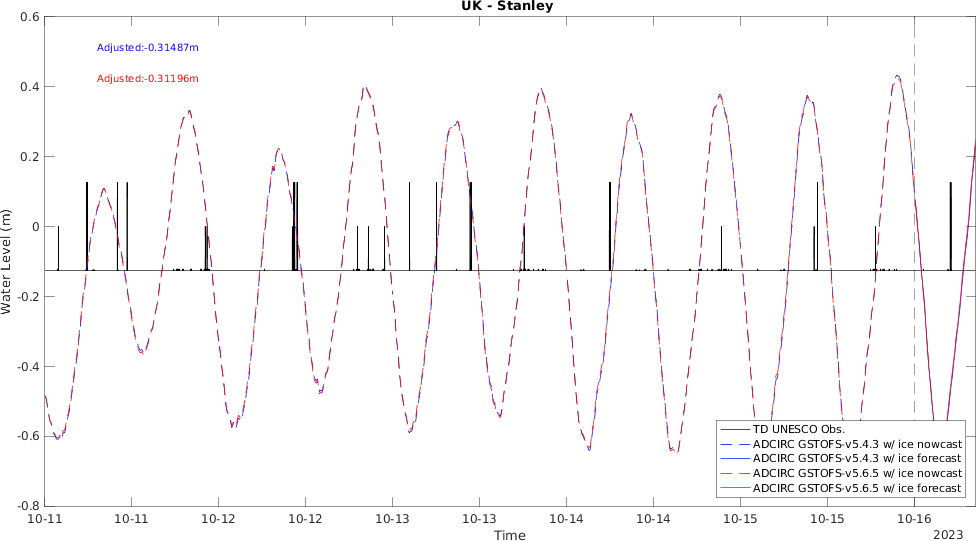 UK - Stanley
Adjusted:-0.31487m
Adjusted:-0.31196m
0.6
0.4
0.2
0
-0.2
-0.4
-0.6
-0.8
Water Level (m)
TD UNESCO Obs.
ADCIRC GSTOFS-v5.4.3 w/ ice nowcast
ADCIRC GSTOFS-v5.4.3 w/ ice forecast
ADCIRC GSTOFS-v5.6.5 w/ ice nowcast
ADCIRC GSTOFS-v5.6.5 w/ ice forecast
10-11 10-11 10-12 10-12 10-13 10-13 10-14 10-14 10-15 10-15 10-16
Time
2023